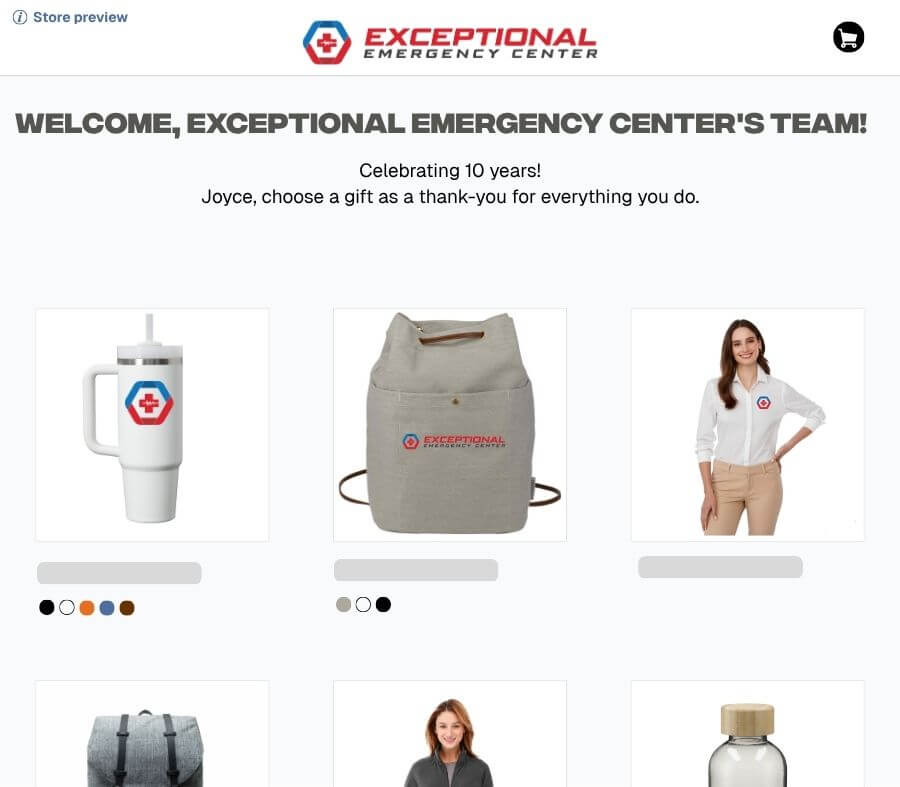 Store preview
EXCEPTIONAL
EMERGENCY CENTER
WELCOME, EXCEPTIONAL EMERGENCY CENTER'S TEAM!
Celebrating 10 years!
Joyce, choose a gift as a thank-you for everything you do.
EXCEPTIONAL
EMERGENCY CENTER